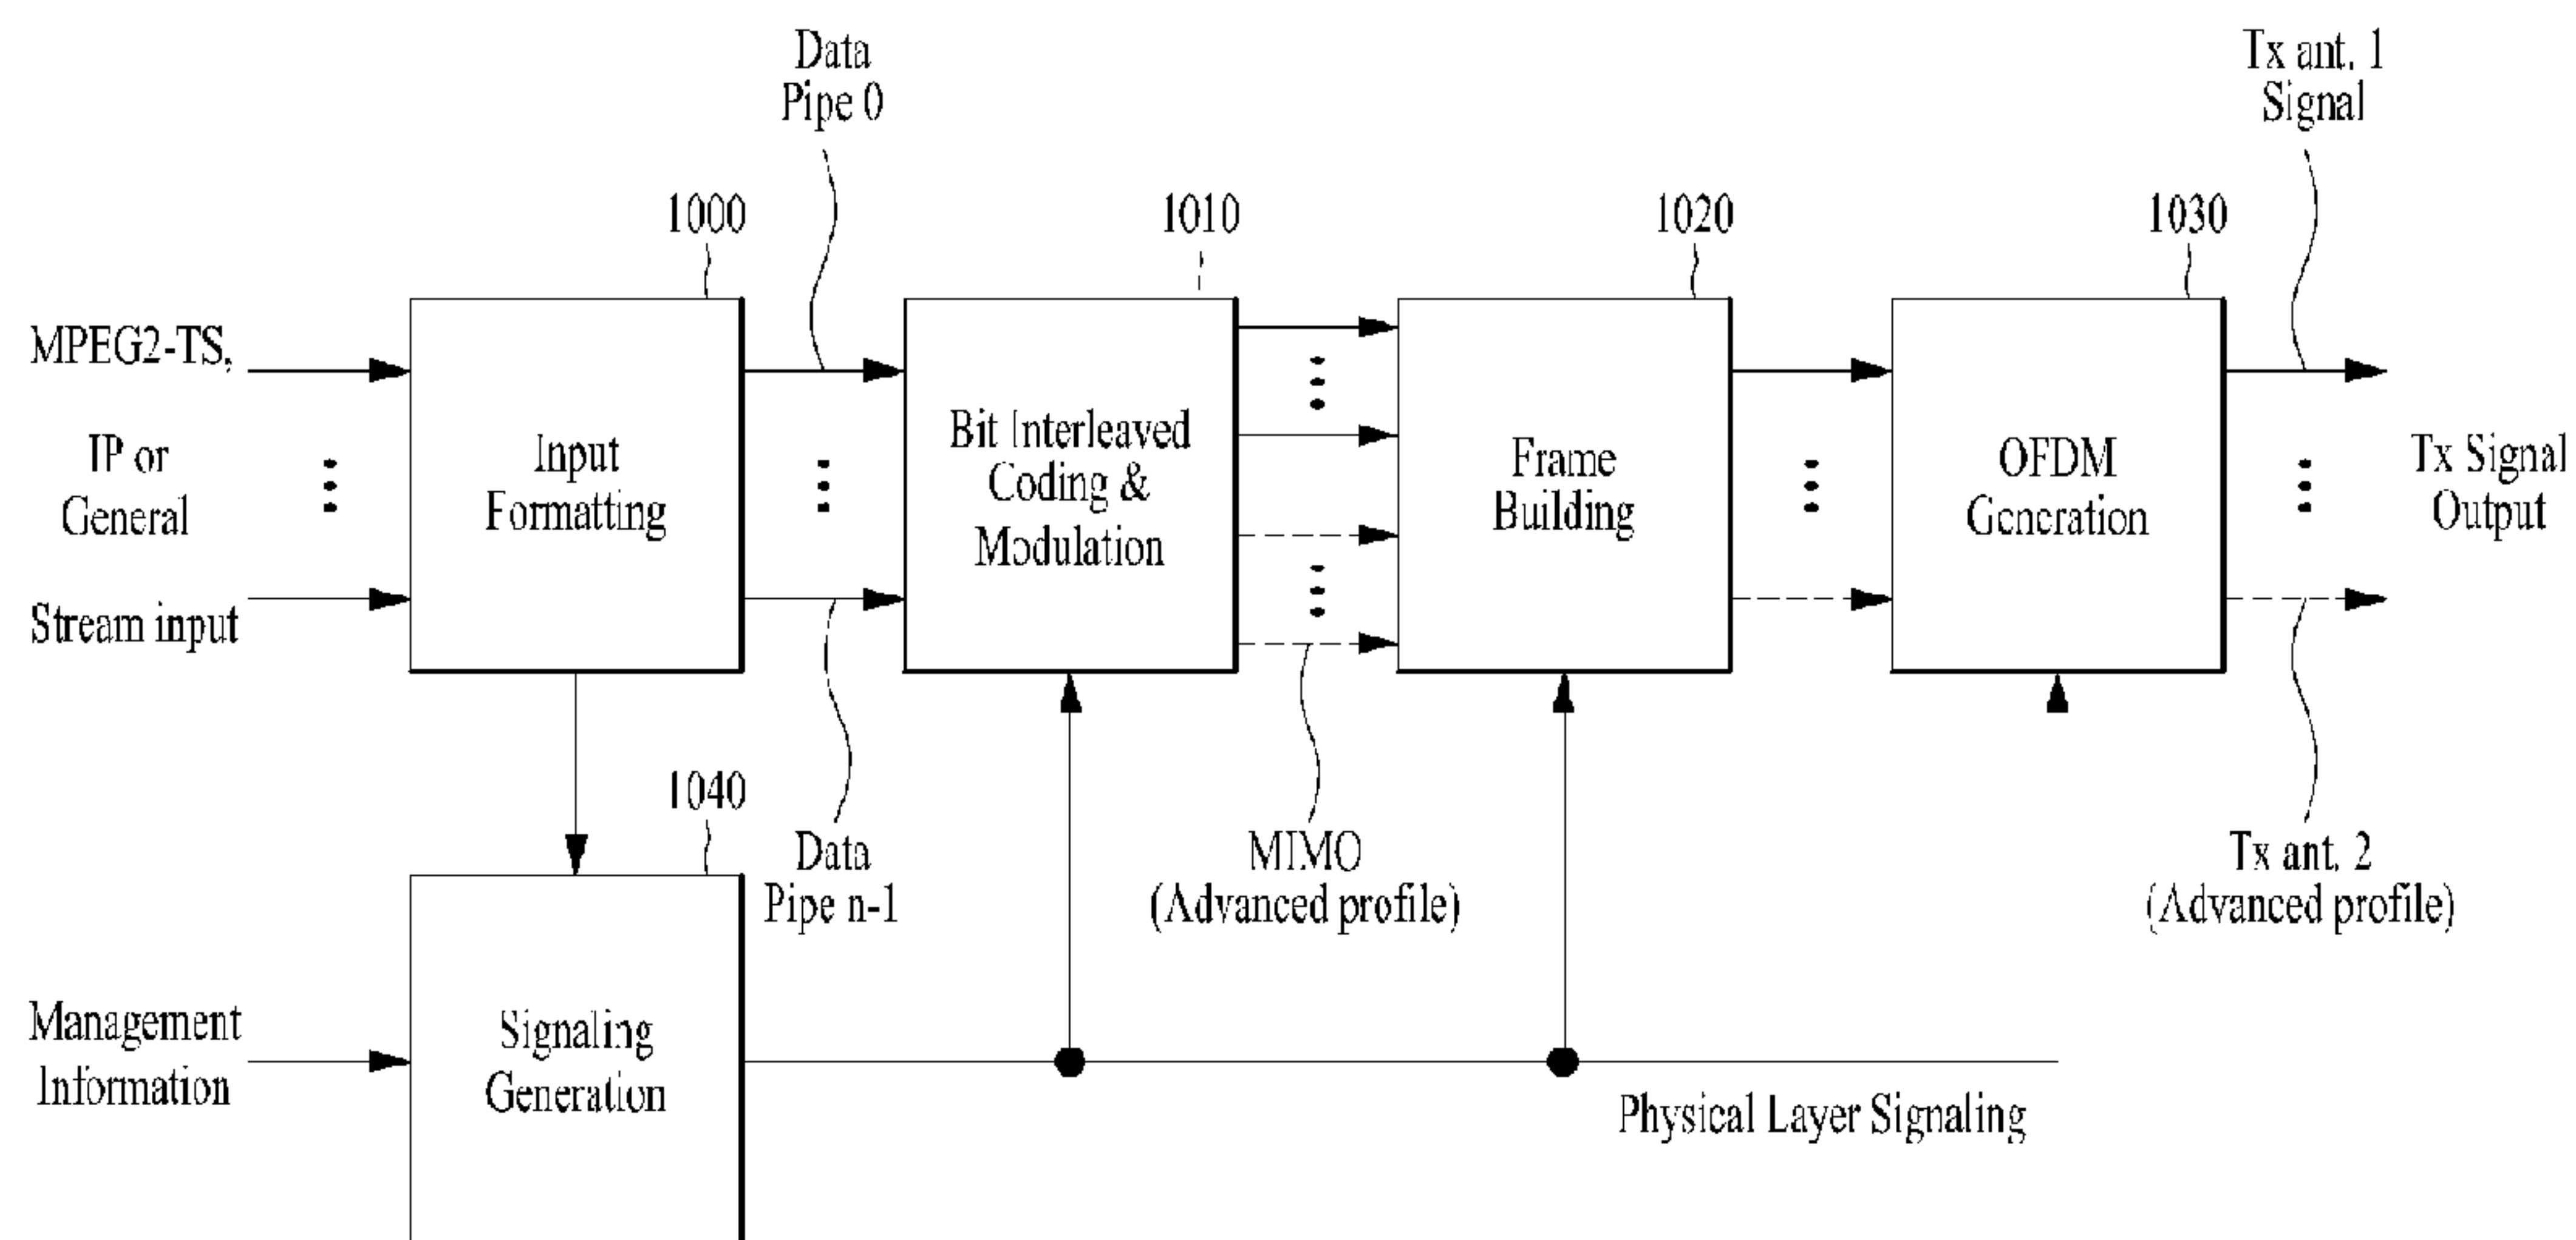 Data
Pipe 0
Tx ant. 1
Signal
1000
1010
1020
1030
MPEG2-TS,
IP or
General
Stream input
Input
Formatting
Bit Interleaved
Coding &
Modulation
Frame
Building
OFDM
Generation
Tx Signal
Output
1040
Data
Pipe n-1
MIMO
(Advanced profile)
Tx ant. 2
(Advanced profile)
Management
Information
Signaling
Generation
Physical Layer Signaling